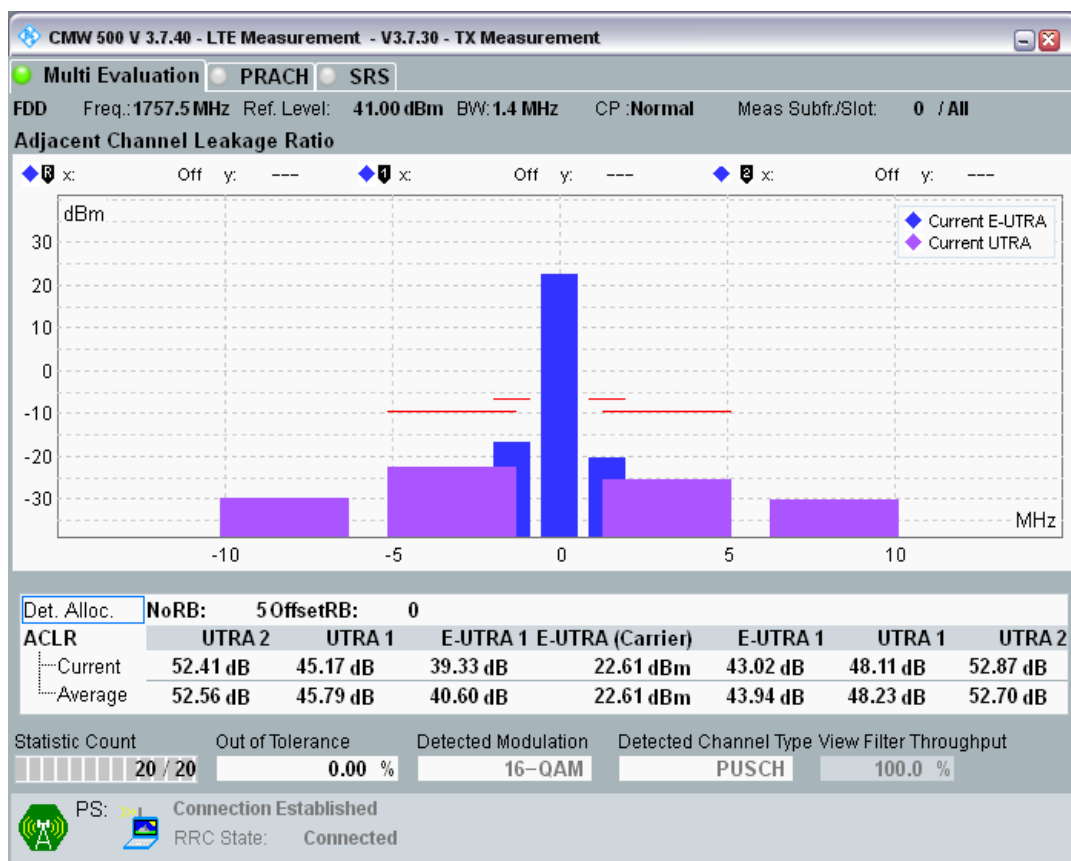 CMW 500 V 3.7.40 - LTE Measurement - V3.7.30 - TX Measurement
Multi Evaluation PRACH SRS
FDD Freq.: 1757.5 MHz Ref. Level: 41.00 dBm BW: 1.4 MHz CP : Normal Meas Subfr./Slot: 0 / All
Adjacent Channel Leakage Ratio
R x: Off y: --- 1 x: Off y: --- 2 x: Off y: ---
dBm
Current E-UTRA
Current UTRA
30
20
10
0
-10
-20
-30
MHz
-10 -5 0 5 10
Det. Alloc. NoRB: 5 OffsetRB: 0
ACLR UTRA 2 UTRA 1 E-UTRA 1 E-UTRA (Carrier) E-UTRA 1 UTRA 1 UTRA 2
Current 52.41 dB 45.17 dB 39.33 dB 22.61 dBm 43.02 dB 48.11 dB 52.87 dB
Average 52.56 dB 45.79 dB 40.60 dB 22.61 dBm 43.94 dB 48.23 dB 52.70 dB
Statistic Count Out of Tolerance Detected Modulation Detected Channel Type View Filter Throughput
20 / 20 0.00 % 16-QAM PUSCH 100.0 %
PS: Connection Established
RRC State: Connected